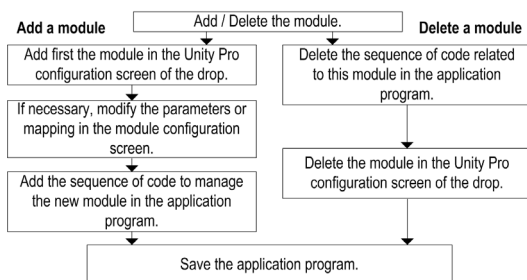 Add a module
Add / Delete the module.
Delete a module
Add first the module in the Unity Pro
configuration screen of the drop.
If necessary, modify the parameters or
mapping in the module configuration
screen.
Add the sequence of code to manage
the new module in the application
program.
Delete the sequence of code related
to this module in the application
program.
Delete the module in the Unity Pro
configuration screen of the drop.
Save the application program.